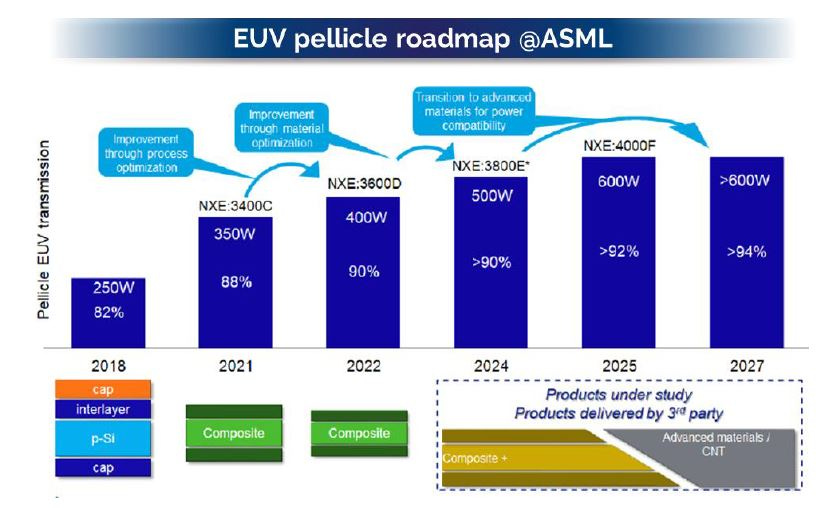 EUV pellicle roadmap @ASML
Pellicle EUV transmission
Improvement
through process
optimization
Improvement
through material
optimization
Transition to advanced
materials for power
compatibility
NXE:3400C
NXE:3600D
NXE:3800E*
NXE:4000F
250W
82%
350W
88%
400W
90%
500W
>90%
600W
>92%
>600W
>94%
2018
2021
2022
2024
2025
2027
cap
interlayer
p-Si
cap
Composite
Composite
Products under study
Products delivered by 3rd party
Composite +
Advanced materials /
CNT